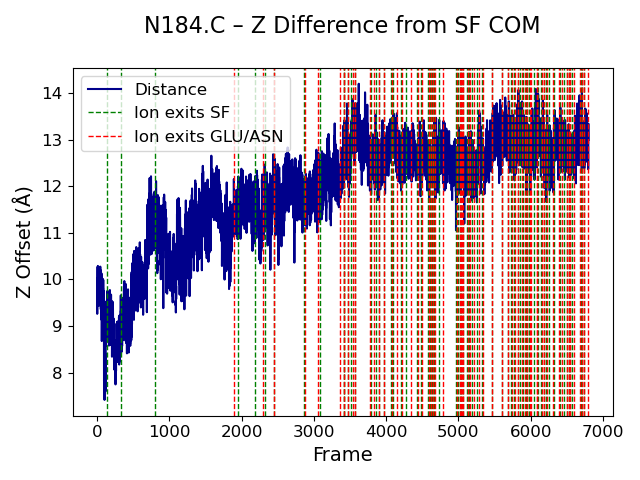 N184.C – Z Difference from SF COM
Distance
Ion exits SF
Ion exits GLU/ASN
14
13
12
11
10
9
8
Z Offset (Å)
0 1000 2000 3000 4000 5000 6000 7000
Frame